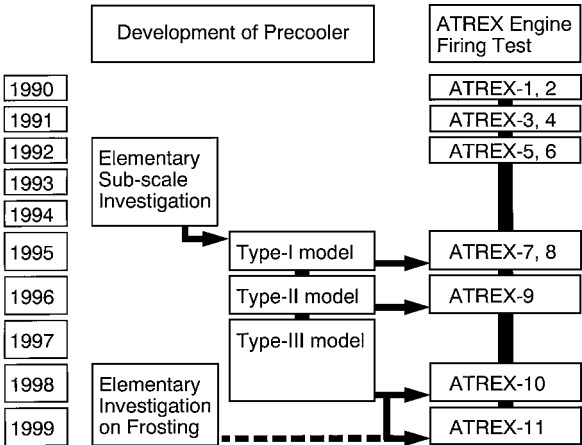 Development of Precooler
ATREX Engine
Firing Test
1990
ATREX-1, 2
1991
ATREX-3, 4
1992
Elementary
Sub-scale
Investigation
ATREX-5, 6
1993
1994
1995
Type-I model
ATREX-7, 8
1996
Type-II model
ATREX-9
1997
Type-III model
1998
Elementary
Investigation
on Frosting
ATREX-10
1999
ATREX-11